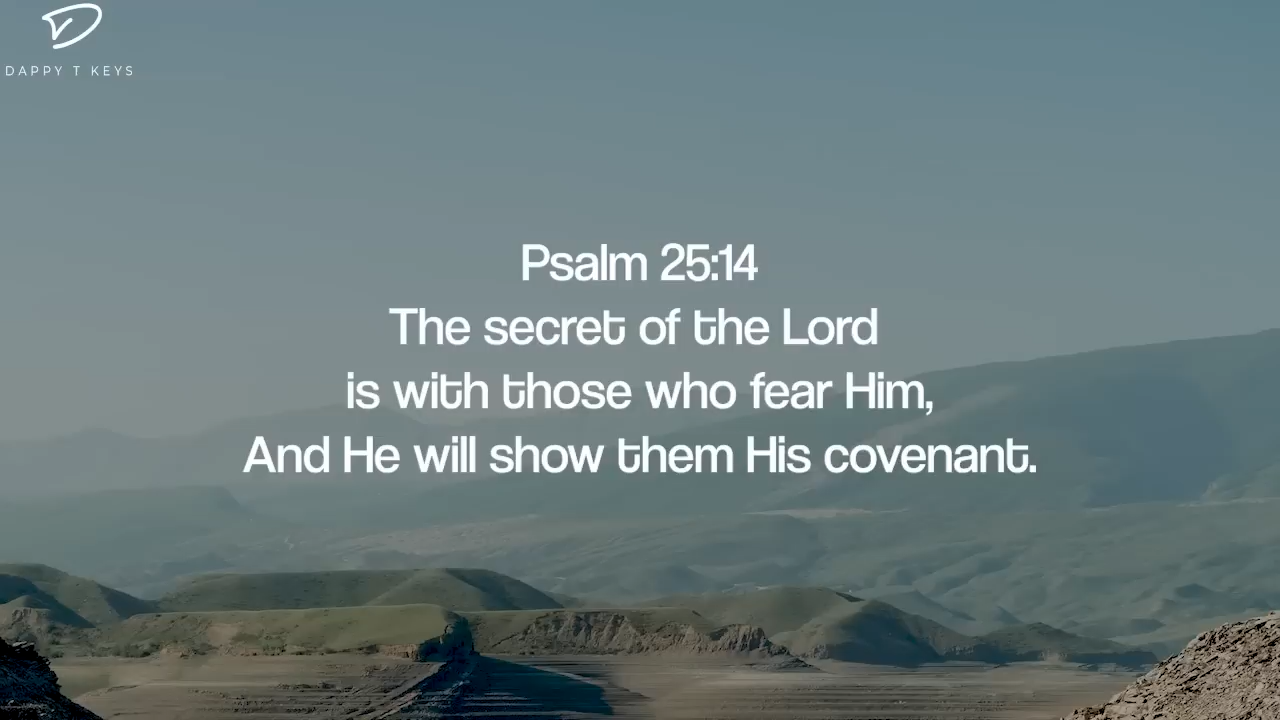 DAPPY T KEYS
Psalm 25:14
The secret of the Lord
is with those who fear Him,
And He will show them His covenant.